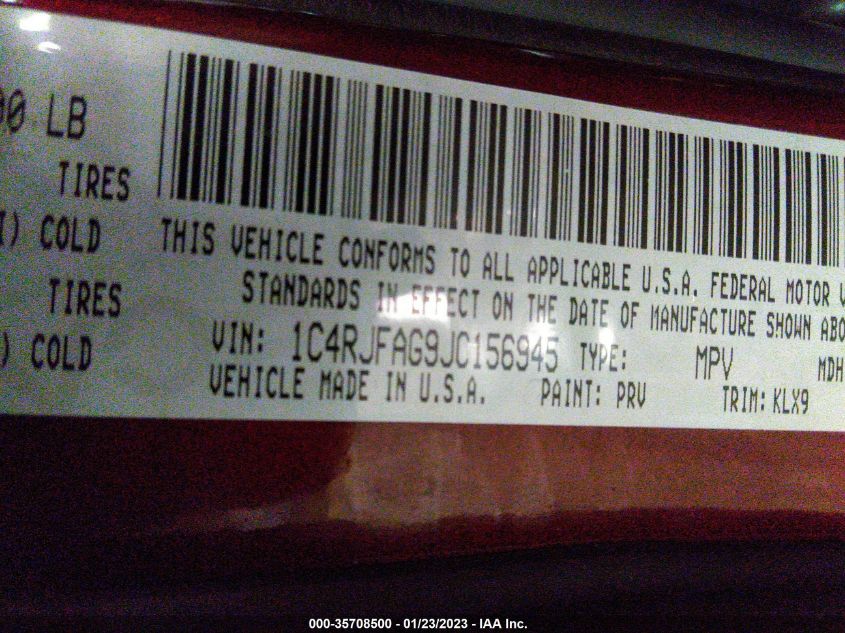 00 LB
TIRES
I) COLD
TIRES
) COLD
THIS VEHICLE CONFORMS TO ALL APPLICABLE U.S.A. FEDERAL MOTOR V
STANDARDS IN EFFECT ON THE DATE OF MANUFACTURE SHOWN ABO
VIN: 1C4RJFAG9JC156945 TYPE: MPV MDH
VEHICLE MADE IN U.S.A. PAINT: PRV TRIM: KLX9
000-35708500 - 01/23/2023 - IAA Inc.